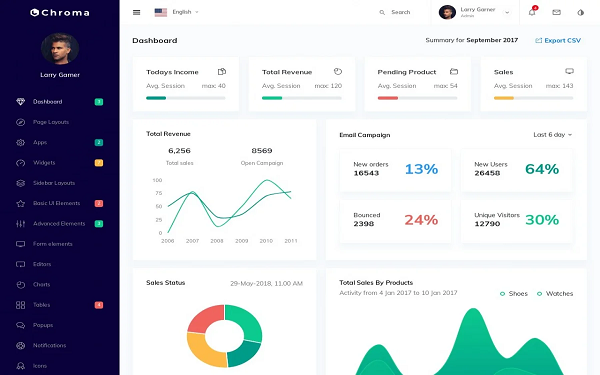 Chroma
English
Search
Larry Garner
Admin
Larry Garner
Dashboard
Page Layouts
Apps
Widgets
Sidebar Layouts
Basic UI Elements
Advanced Elements
Form elements
Editors
Charts
Tables
Popups
Notifications
Icons
Dashboard
Summary for September 2017
Export CSV
Todays Income
Avg. Session max: 40
Total Revenue
Avg. Session max: 120
Pending Product
Avg. Session max: 54
Sales
Avg. Session max: 143
Total Revenue
6,256 8569
Total sales Open Campaign
100
75
50
25
0
2006 2007 2008 2009 2010 2011
Email Campaign
Last 6 day
New orders
16543
13%
New Users
26458
64%
Bounced
2398
24%
Unique Visitors
12790
30%
Sales Status
29-May-2018, 11.00 AM
Total Sales By Products
Activity from 4 Jan 2017 to 10 Jan 2017
Shoes Watches